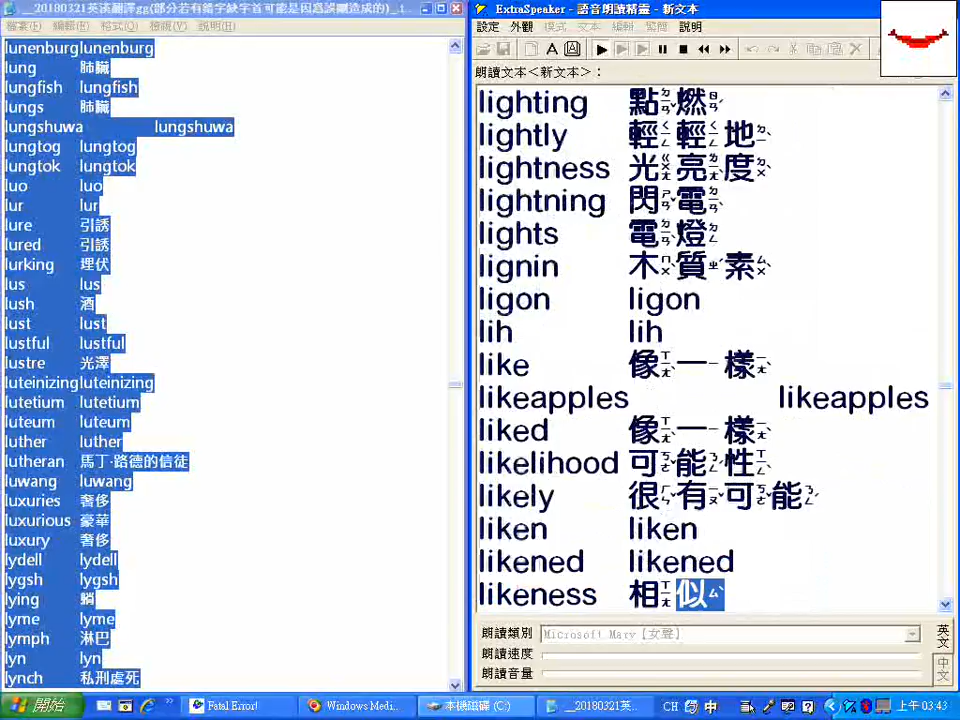 __20180321英漢翻譯gg(部分若有錯字缺字首可能是因為誤刪造成的)_t
檔案(F) 編輯(E) 格式(O) 檢視(V) 說明(H)
lunenburg lunenburg
lung 肺臟
lungfish lungfish
lungs 肺臟
lungshuwa lungshuwa
lungtog lungtog
lungtok lungtok
luo luo
lur lur
lure 引誘
lured 引誘
lurking 埋伏
lus lus
lush 酒
lust lust
lustful lustful
lustre 光澤
luteinizing luteinizing
lutetium lutetium
luteum luteum
luther luther
lutheran 馬丁·路德的信徒
luwang luwang
luxuries 奢侈
luxurious 豪華
luxury 奢侈
lydell lydell
lygsh lygsh
lying 躺
lyme lyme
lymph 淋巴
lyn lyn
lynch 私刑處死
ExtraSpeaker - 語音朗讀精靈 - 新文本
設定 外觀 模式 文本 編輯 驚簡 說明
朗讀文本<新文本>：
lighting 點燃
lightly 輕輕地
lightness 光亮度
lightning 閃電
lights 電燈
lignin 木質素
ligon ligon
lih lih
like 像一樣
likeapples likeapples
liked 像一樣
likelihood 可能性
likely 很有可能
liken liken
likened likened
likeness 相似
朗讀類別 Microsoft Mary【女聲】
朗讀速度
朗讀音量
英文
中文
開始 Fatal Error! Windows Medi... 本機磁碟 (C:) __20180321英... CH 中 上午 03:43